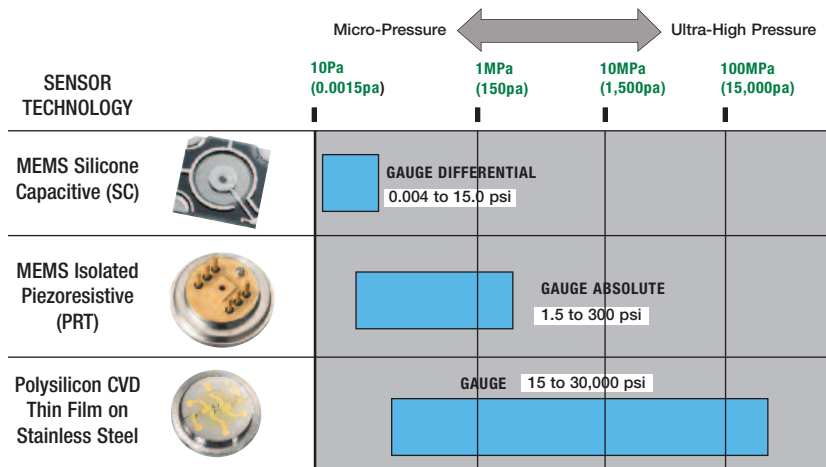 Micro-Pressure
Ultra-High Pressure
SENSOR
TECHNOLOGY
10Pa
(0.0015pa)
1MPa
(150pa)
10MPa
(1,500pa)
100MPa
(15,000pa)
MEMS Silicone
Capacitive (SC)
GAUGE DIFFERENTIAL
0.004 to 15.0 psi
MEMS Isolated
Piezoresistive
(PRT)
GAUGE ABSOLUTE
1.5 to 300 psi
Polysilicon CVD
Thin Film on
Stainless Steel
GAUGE 15 to 30,000 psi